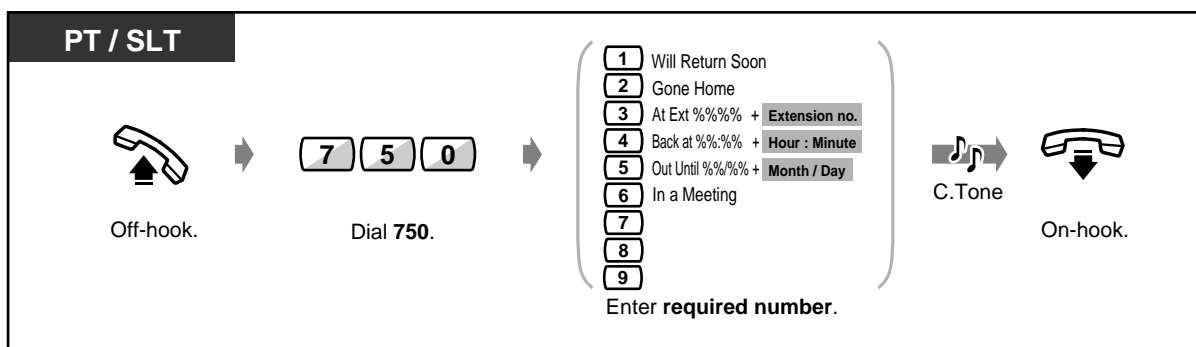 PT / SLT
1 Will Return Soon
2 Gone Home
3 At Ext %%%% + Extension no.
4 Back at %%:%% + Hour : Minute
5 Out Until %%/%% + Month / Day
6 In a Meeting
7
8
9
7 5 0
C.Tone
Off-hook.
Dial 750.
On-hook.
Enter required number.